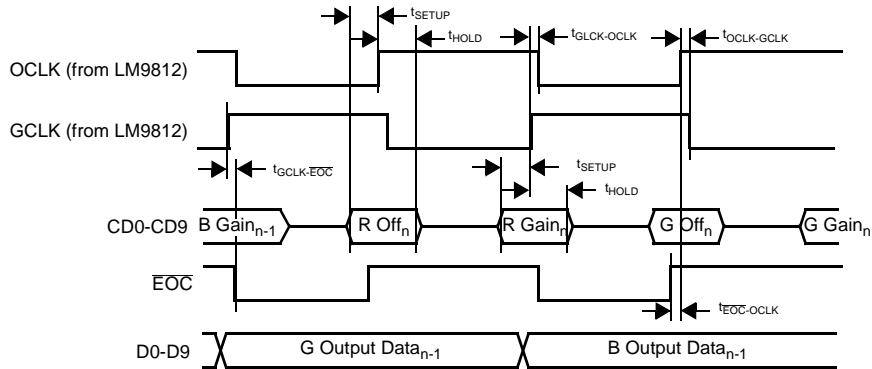 tSETUP
tHOLD
tGLCK-OCLK
tOCLK-GCLK
OCLK (from LM9812)
GCLK (from LM9812)
tGCLK-EOC
tSETUP
tHOLD
CD0-CD9
B Gainn-1
R Offn
R Gainn
G Offn
G Gainn
EOC
tEOC-OCLK
D0-D9
G Output Datan-1
B Output Datan-1